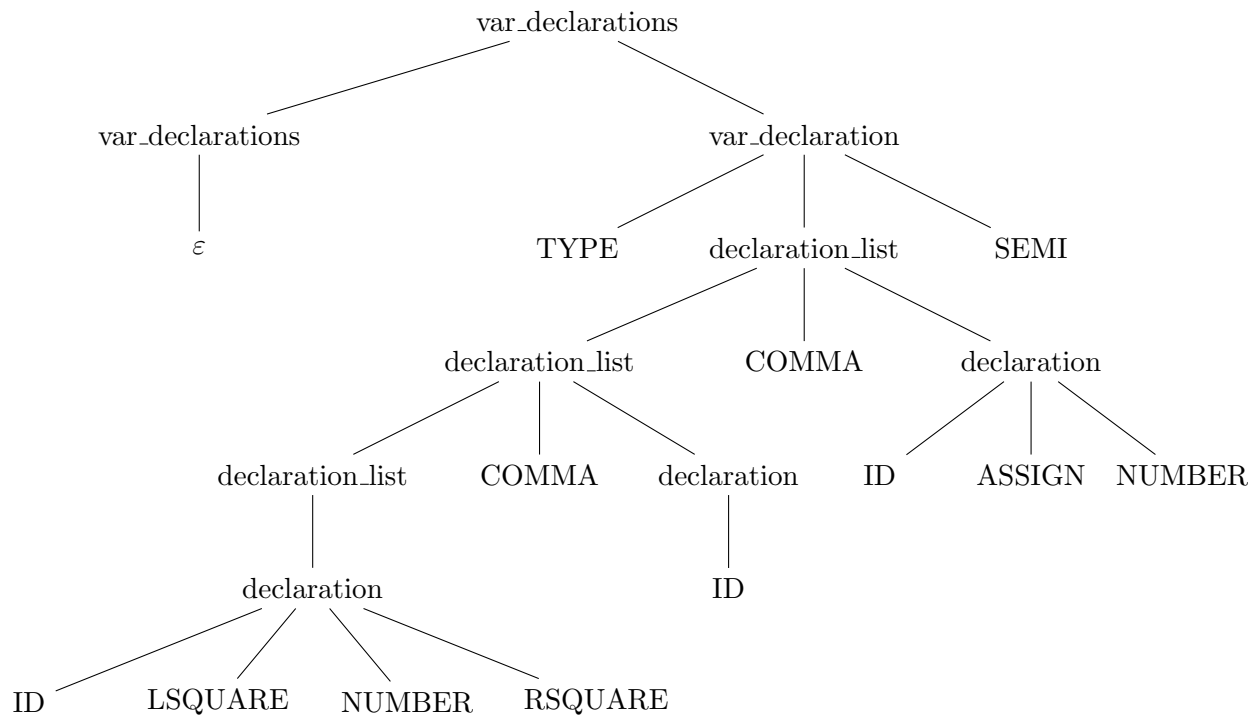 var_declarations
var_declarations var_declaration
ε TYPE declaration_list SEMI
declaration_list COMMA declaration
declaration_list COMMA declaration ID ASSIGN NUMBER
declaration ID
ID LSQUARE NUMBER RSQUARE